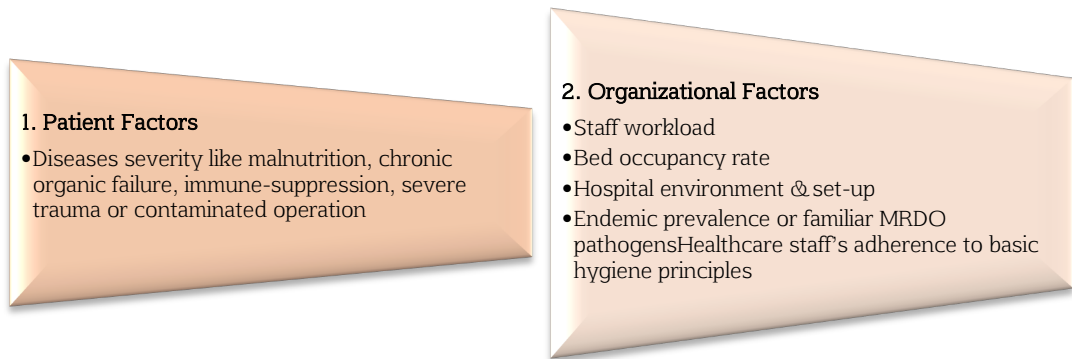 1. Patient Factors
•Diseases severity like malnutrition, chronic
organic failure, immune-suppression, severe
trauma or contaminated operation
2. Organizational Factors
•Staff workload
•Bed occupancy rate
•Hospital environment & set-up
•Endemic prevalence or familiar MRDO
pathogensHealthcare staff's adherence to basic
hygiene principles